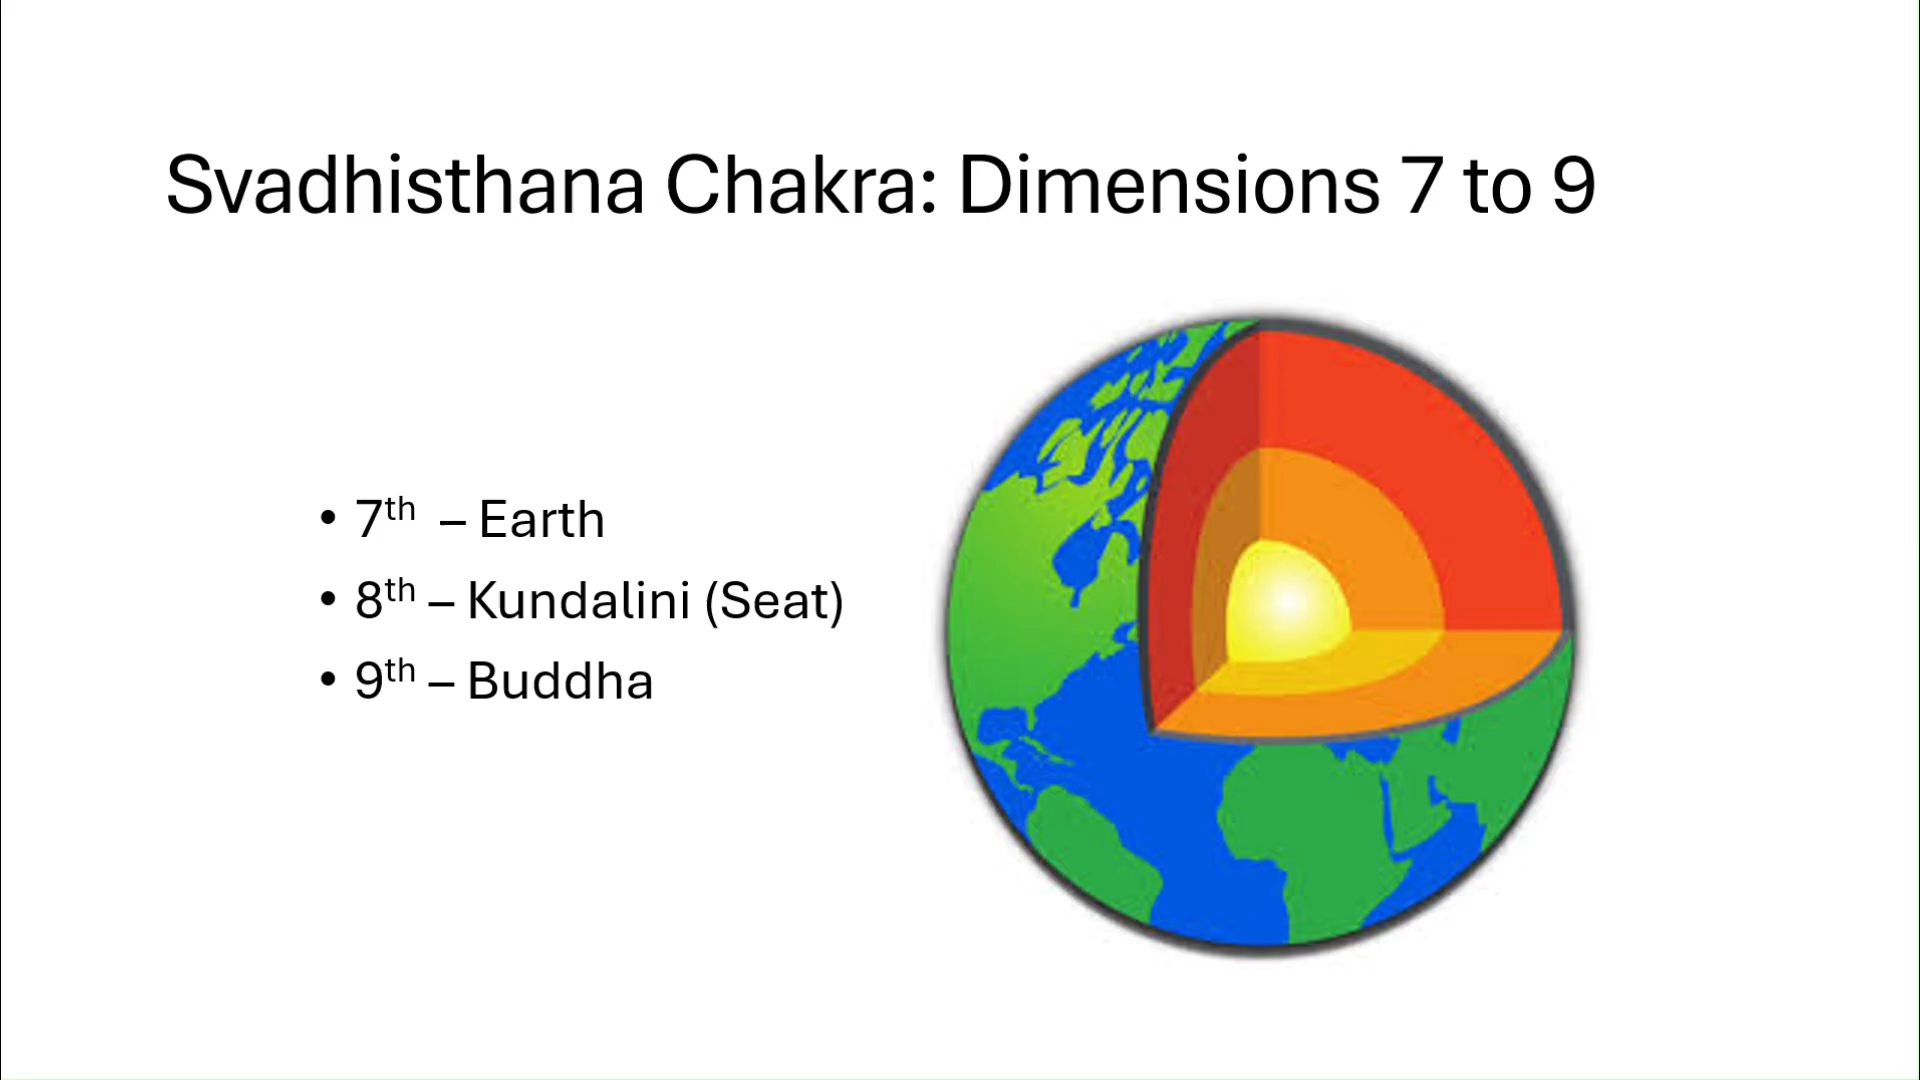 Svadhisthana Chakra: Dimensions 7 to 9
• 7th – Earth
• 8th – Kundalini (Seat)
• 9th – Buddha